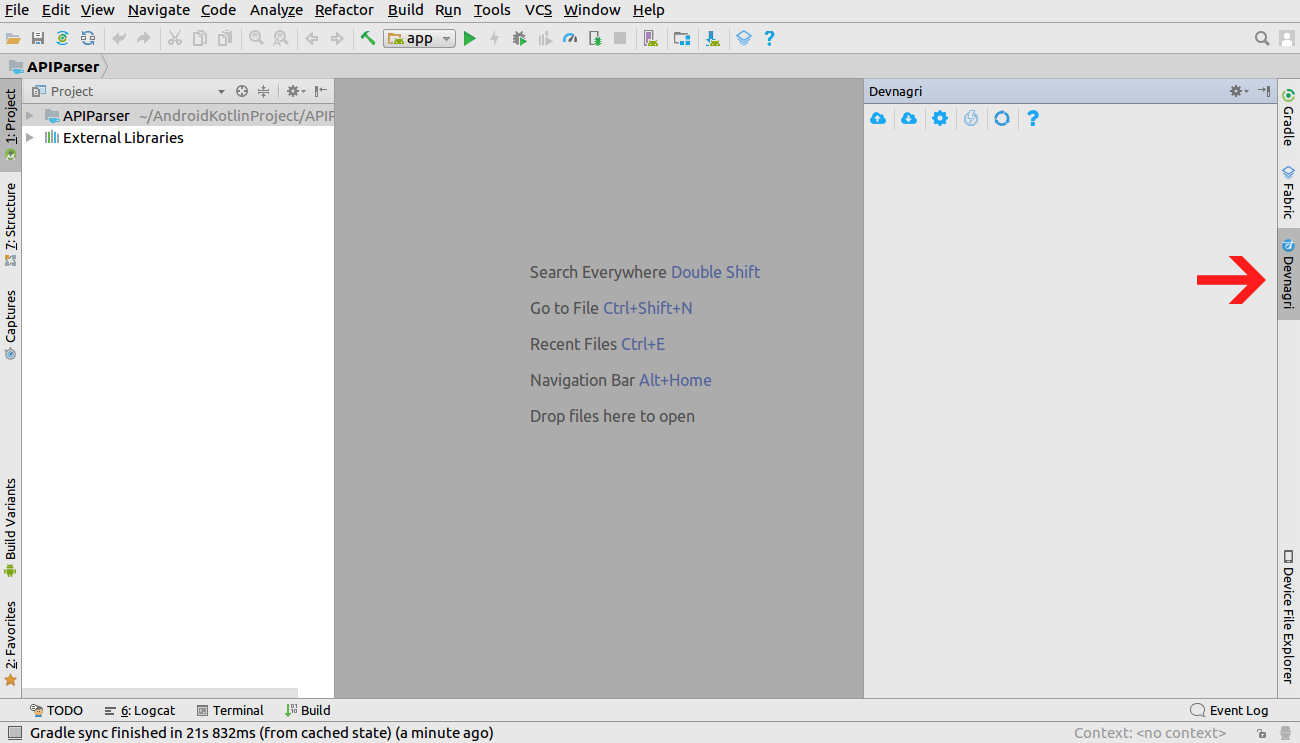 File Edit View Navigate Code Analyze Refactor Build Run Tools VCS Window Help
app
APIParser
Project
APIParser ~/AndroidKotlinProject/APIP
External Libraries
1: Project
7: Structure
Captures
Build Variants
2: Favorites
Search Everywhere Double Shift
Go to File Ctrl+Shift+N
Recent Files Ctrl+E
Navigation Bar Alt+Home
Drop files here to open
Devnagri
Gradle
Fabric
Devnagri
Device File Explorer
TODO 6: Logcat Terminal Build Event Log
Gradle sync finished in 21s 832ms (from cached state) (a minute ago) Context: <no context>